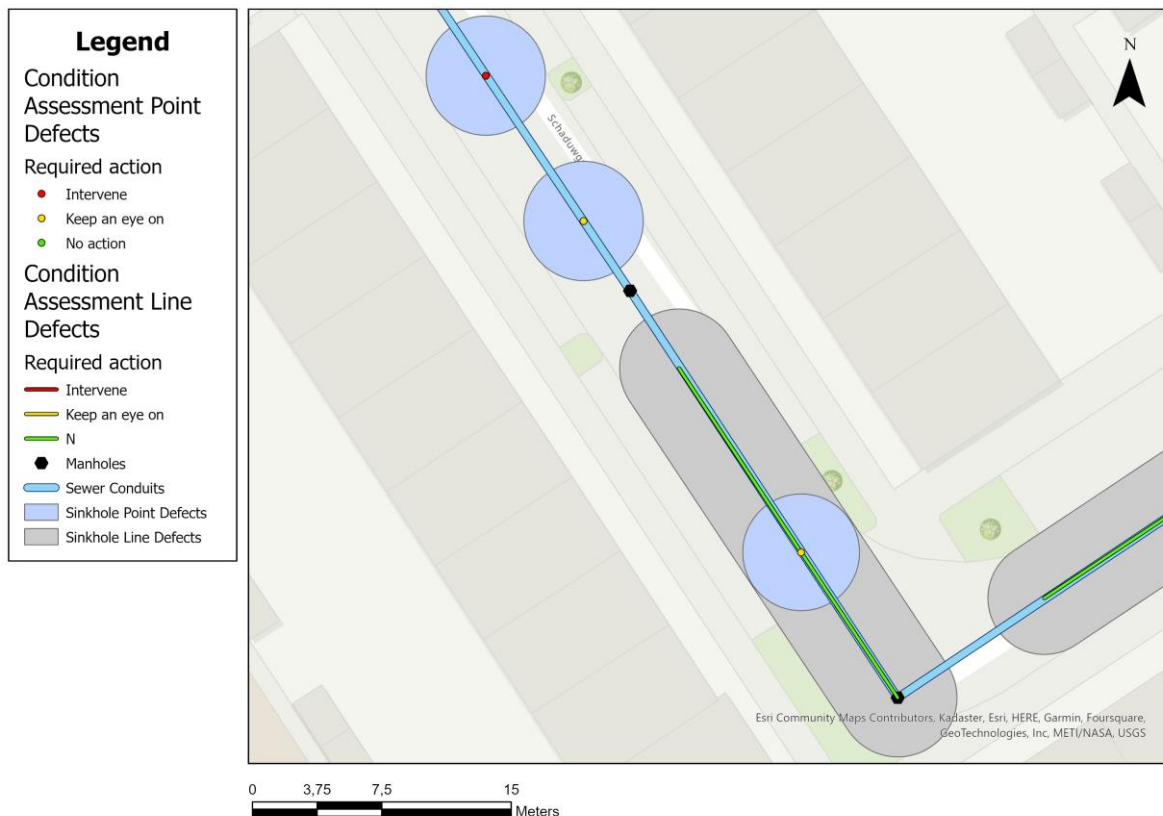 Legend
Condition
Assessment Point
Defects
Required action
Intervene
Keep an eye on
No action
Condition
Assessment Line
Defects
Required action
Intervene
Keep an eye on
N
Manholes
Sewer Conduits
Sinkhole Point Defects
Sinkhole Line Defects
N
Schaduwg
Esri Community Maps Contributors, Kadaster, Esri, HERE, Garmin, Foursquare,
GeoTechnologies, Inc, METI/NASA, USGS
0 3,75 7,5 15
Meters